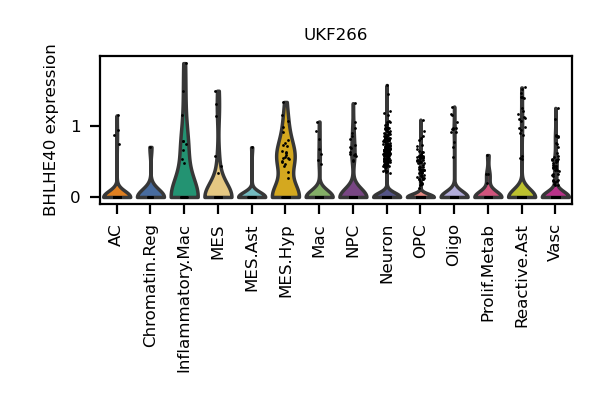 UKF266
BHLHE40 expression
1
0
AC
Chromatin.Reg
Inflammatory.Mac
MES
MES.Ast
MES.Hyp
Mac
NPC
Neuron
OPC
Oligo
Prolif.Metab
Reactive.Ast
Vasc